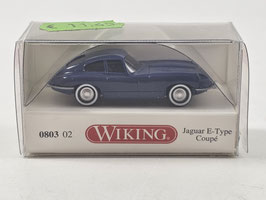 0803 02
WIKING
Jaguar E-Type
Coupé